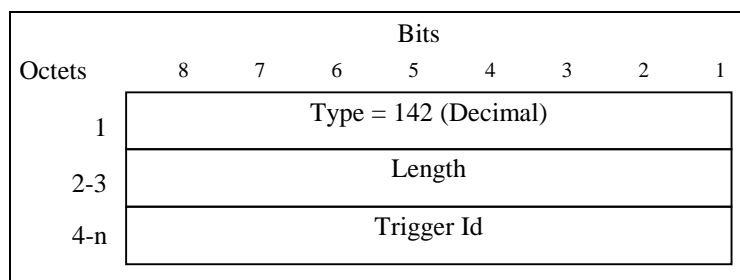 Bits
Octets 8 7 6 5 4 3 2 1
1 Type = 142 (Decimal)
2-3 Length
4-n Trigger Id